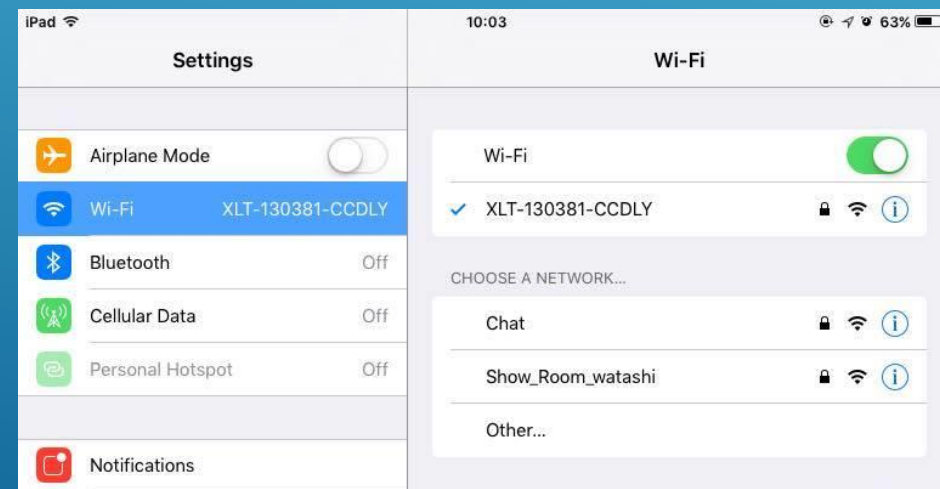 iPad
10:03
63%
Settings
Wi-Fi
Airplane Mode
Wi-Fi XLT-130381-CCDLY
Bluetooth Off
Cellular Data Off
Personal Hotspot Off
Notifications
Wi-Fi
XLT-130381-CCDLY
CHOOSE A NETWORK...
Chat
Show_Room_watashi
Other...